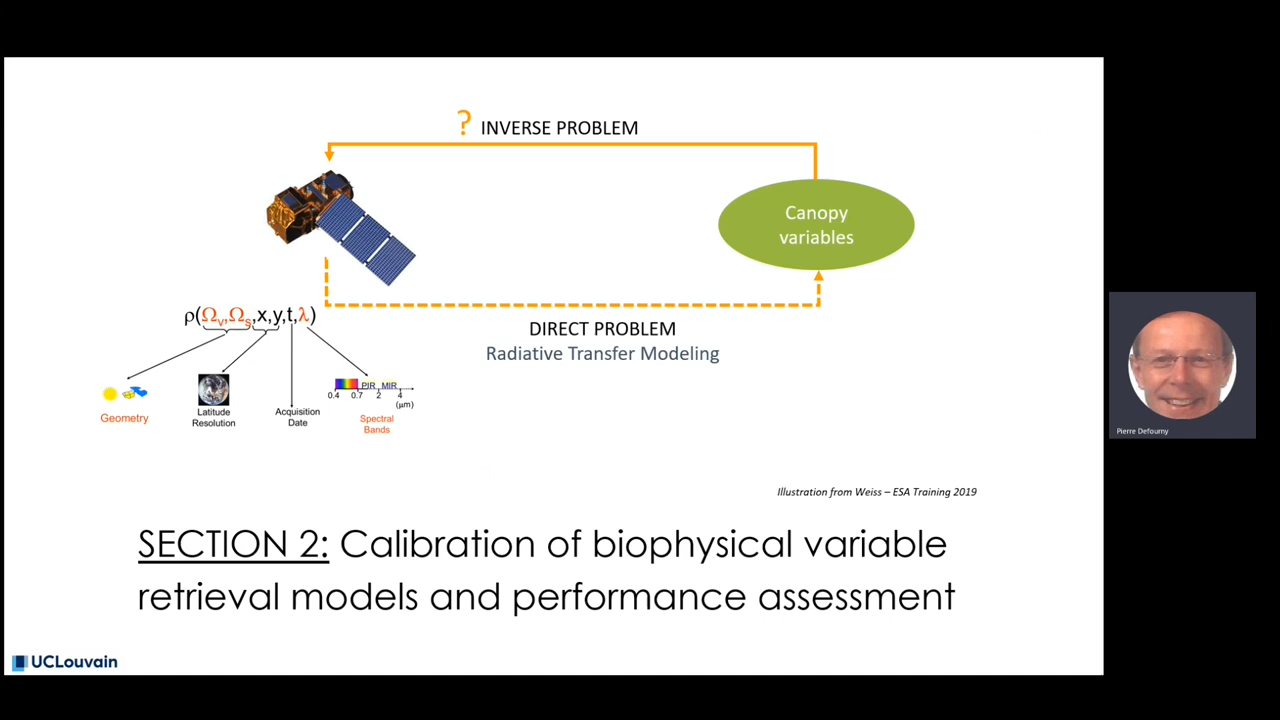 ? INVERSE PROBLEM
Canopy
variables
ρ(Ωv,Ωs,x,y,t,λ)
DIRECT PROBLEM
Radiative Transfer Modeling
Geometry
Latitude
Resolution
Acquisition
Date
PIR MIR
0.4 0.7 2 4
(μm)
Spectral
Bands
Pierre Defourny
Illustration from Weiss – ESA Training 2019
SECTION 2: Calibration of biophysical variable
retrieval models and performance assessment
UCLouvain